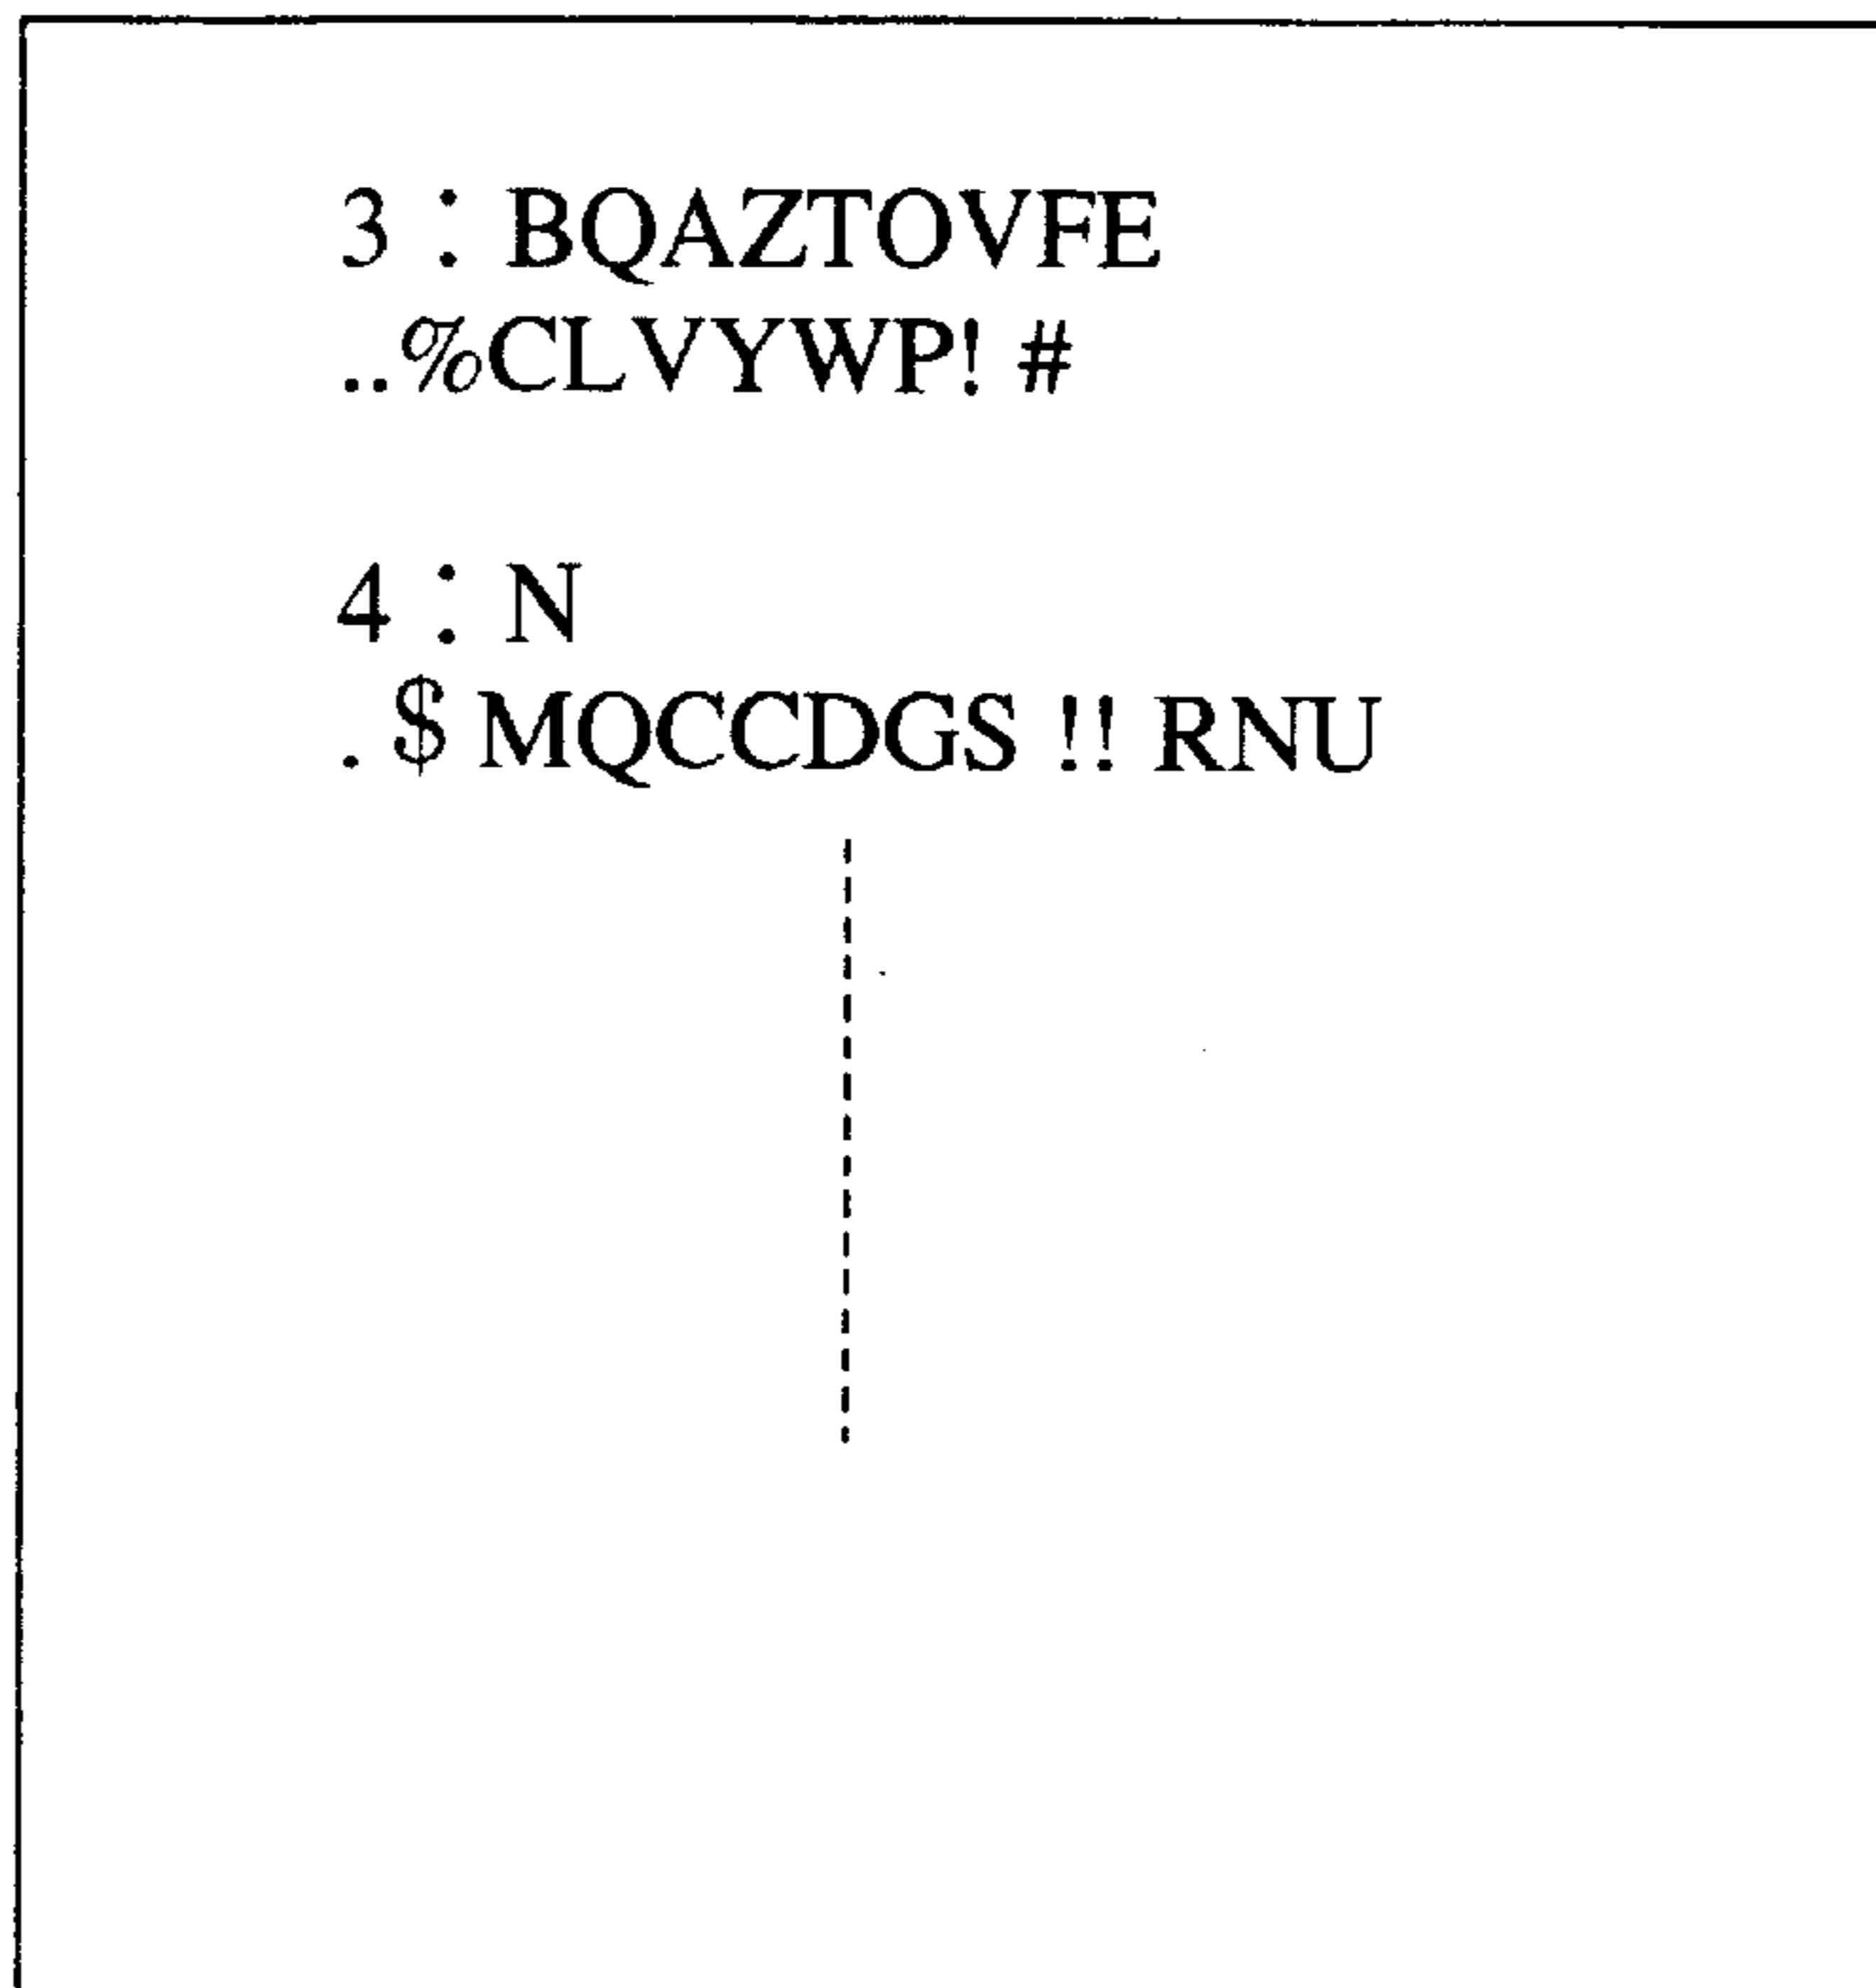 3 : BQAZTOVFE
..%CLVYWP! #
4 : N
. $ MQCCDGS !! RNU